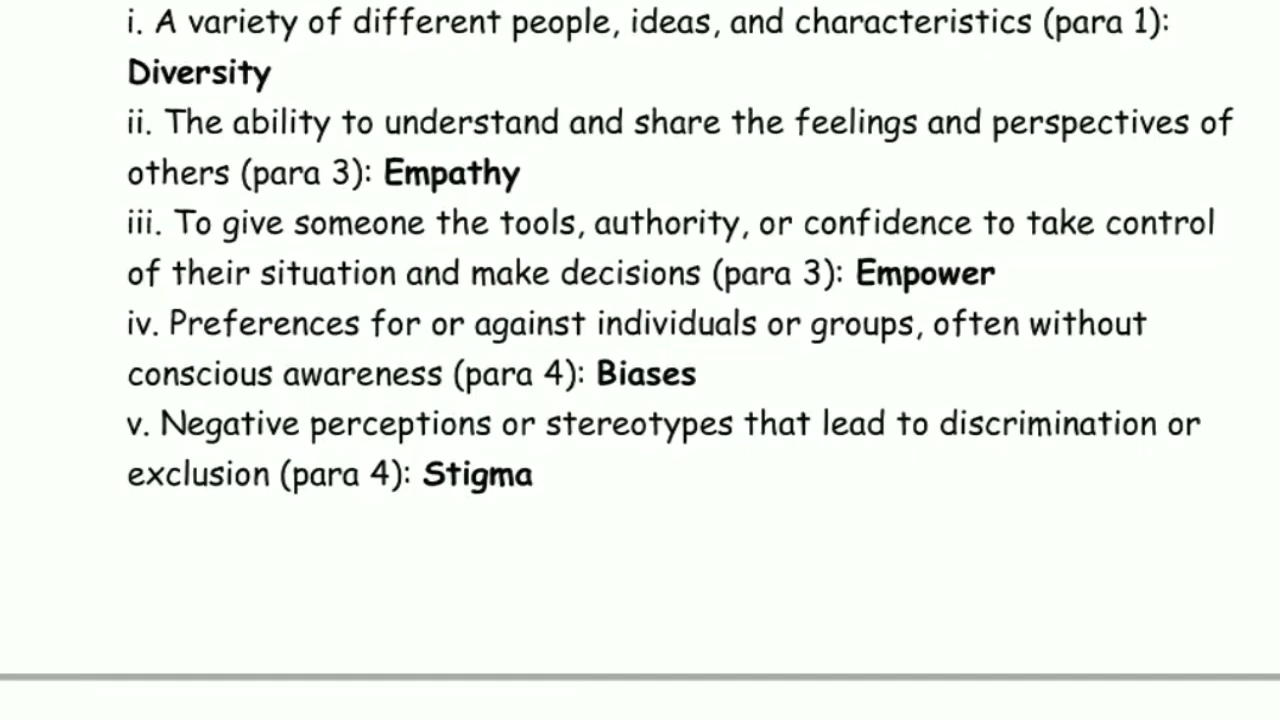 i. A variety of different people, ideas, and characteristics (para 1):
Diversity
ii. The ability to understand and share the feelings and perspectives of
others (para 3): Empathy
iii. To give someone the tools, authority, or confidence to take control
of their situation and make decisions (para 3): Empower
iv. Preferences for or against individuals or groups, often without
conscious awareness (para 4): Biases
v. Negative perceptions or stereotypes that lead to discrimination or
exclusion (para 4): Stigma